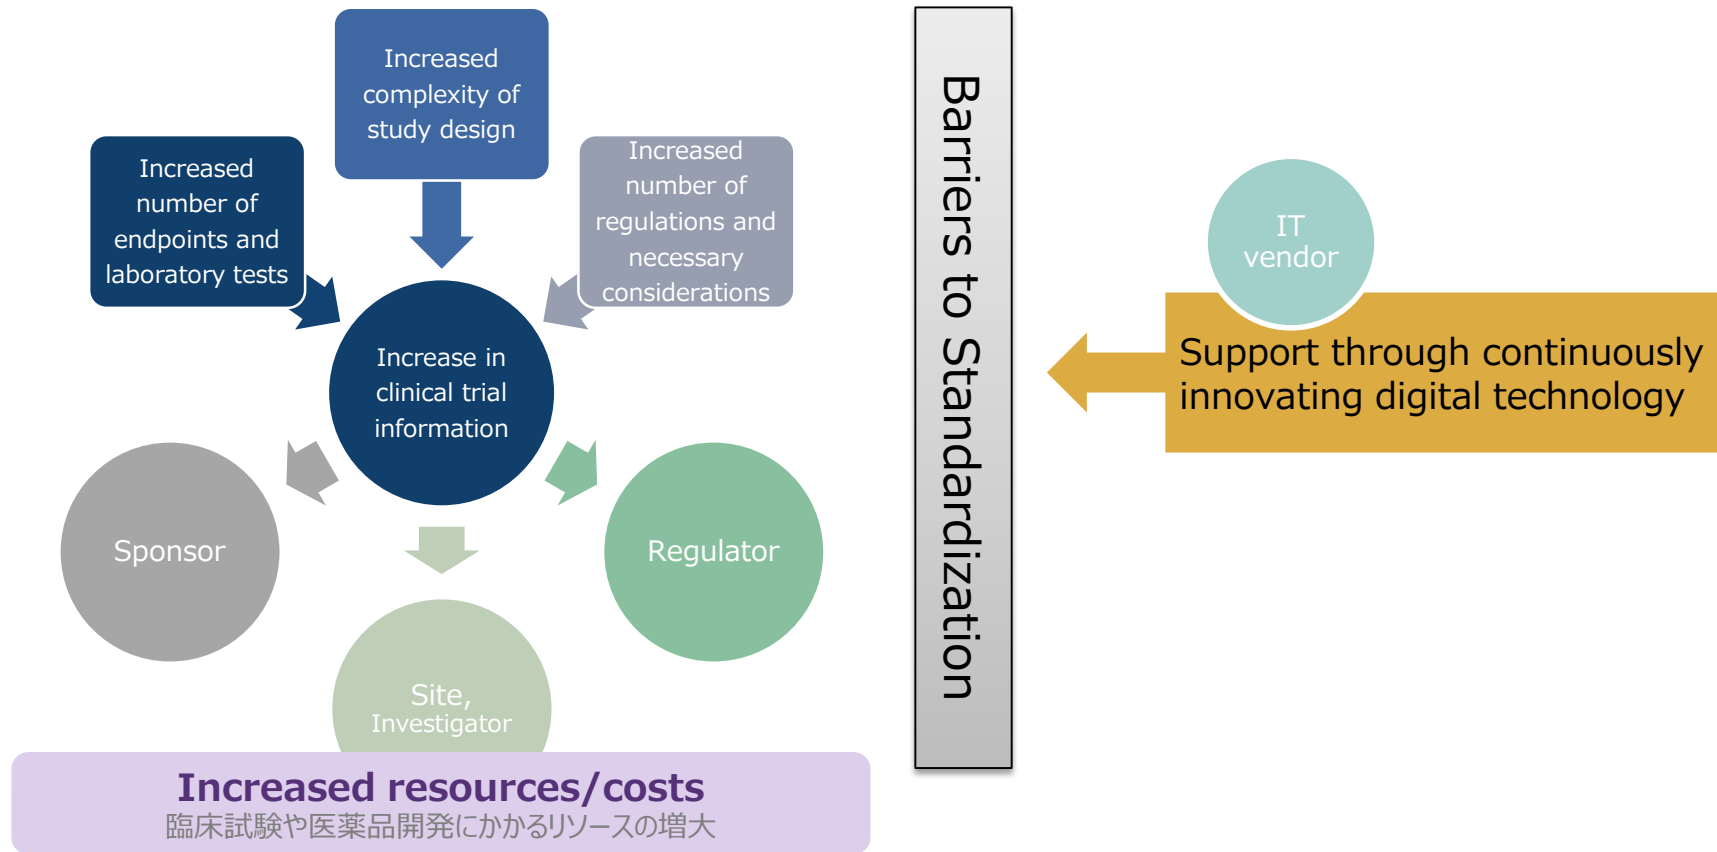 Increased
complexity of
study design
Increased
number of
endpoints and
laboratory tests
Increased
number of
regulations and
necessary
considerations
Increase in
clinical trial
information
Sponsor
Regulator
Site,
Investigator
Increased resources/costs
臨床試験や医薬品開発にかかるリソースの増大
Barriers to Standardization
IT
vendor
Support through continuously
innovating digital technology